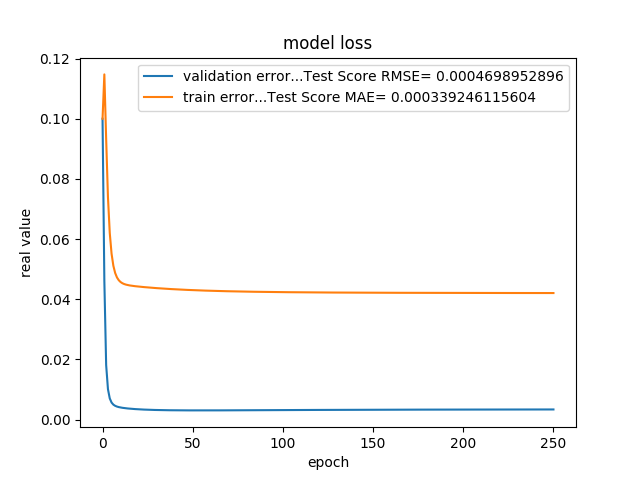 model loss
validation error...Test Score RMSE= 0.0004698952896
train error...Test Score MAE= 0.000339246115604
0.12
0.10
0.08
0.06
0.04
0.02
0.00
real value
0 50 100 150 200 250
epoch